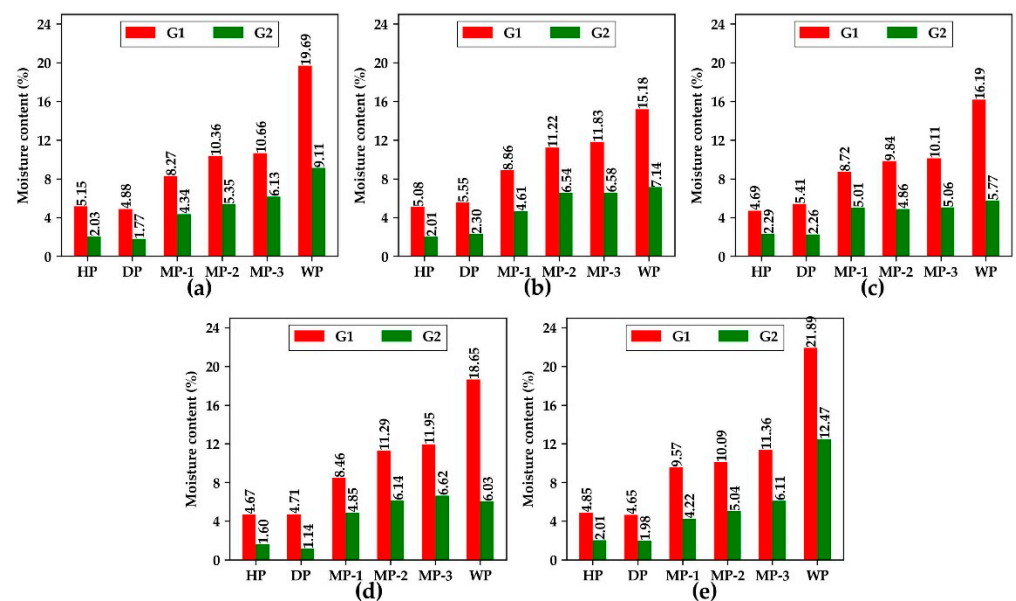 24
20
16
12
8
4
0
Moisture content (%)
G1 G2
5.15 2.03 4.88 1.77 8.27 4.34 10.36 5.35 10.66 6.13 19.69 9.11
HP DP MP-1 MP-2 MP-3 WP
(a)
24
20
16
12
8
4
0
Moisture content (%)
G1 G2
5.08 2.01 5.55 2.30 8.86 4.61 11.22 6.54 11.83 6.58 15.18 7.14
HP DP MP-1 MP-2 MP-3 WP
(b)
24
20
16
12
8
4
0
Moisture content (%)
G1 G2
4.69 2.29 5.41 2.26 8.72 5.01 9.84 4.86 10.11 5.06 16.19 5.77
HP DP MP-1 MP-2 MP-3 WP
(c)
24
20
16
12
8
4
0
Moisture content (%)
G1 G2
4.67 1.60 4.71 1.14 8.46 4.85 11.29 6.14 11.95 6.62 18.65 6.03
HP DP MP-1 MP-2 MP-3 WP
(d)
24
20
16
12
8
4
0
Moisture content (%)
G1 G2
4.85 2.01 4.65 1.98 9.57 4.22 10.09 5.04 11.36 6.11 21.89 12.47
HP DP MP-1 MP-2 MP-3 WP
(e)